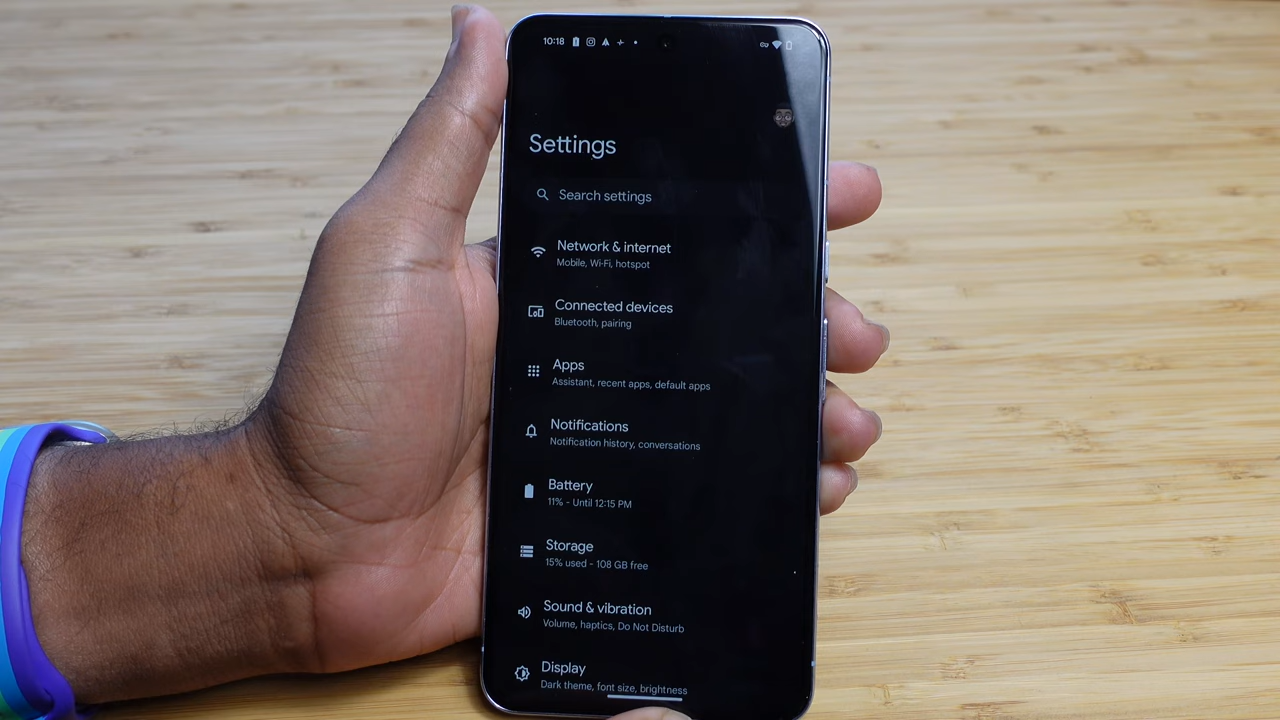 10:18
Settings
Search settings
Network & internet
Mobile, Wi-Fi, hotspot
Connected devices
Bluetooth, pairing
Apps
Assistant, recent apps, default apps
Notifications
Notification history, conversations
Battery
11% - Until 12:15 PM
Storage
15% used - 108 GB free
Sound & vibration
Volume, haptics, Do Not Disturb
Display
Dark theme, font size, brightness